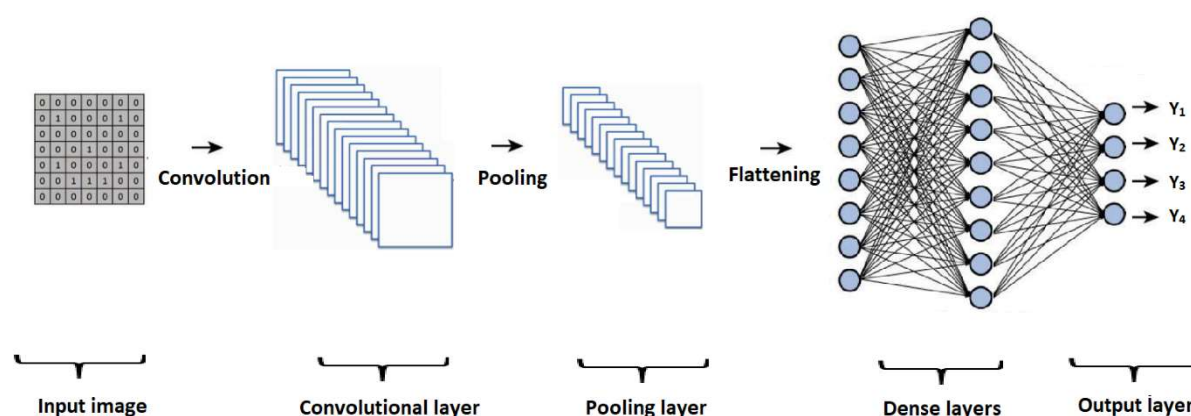 0 0 0 0 0 0 0
0 1 0 0 0 1 0
0 0 0 0 0 0 0
0 0 0 1 0 0 0
0 1 0 0 0 1 0
0 0 1 1 1 0 0
0 0 0 0 0 0 0
Convolution
Pooling
Flattening
Y1
Y2
Y3
Y4
Input image
Convolutional layer
Pooling layer
Dense layers
Output layer